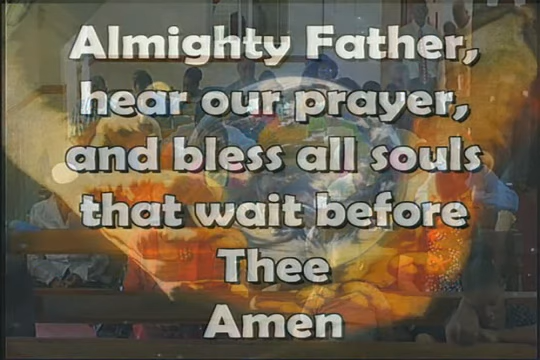 Almighty Father,
hear our prayer,
and bless all souls
that wait before
Thee
Amen